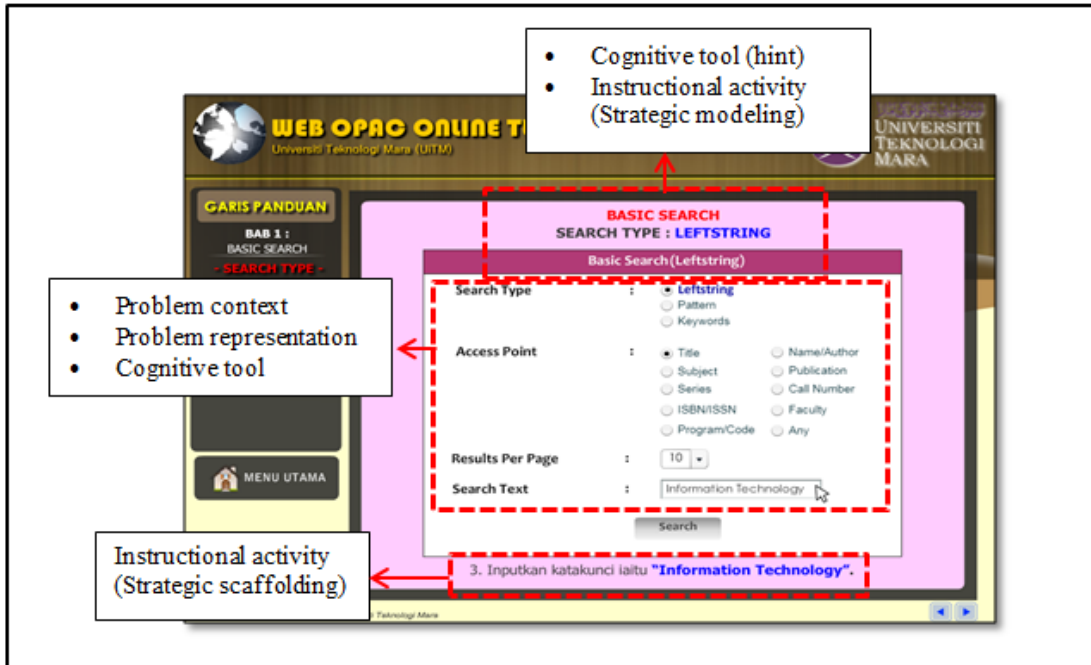 • Cognitive tool (hint)
• Instructional activity
(Strategic modeling)
WEB OPAC ONLINE T
Universiti Teknologi Mara (UiTM)
UNIVERSITI
TEKNOLOGI
MARA
GARIS PANDUAN
BAB 1 :
BASIC SEARCH
- SEARCH TYPE -
BASIC SEARCH
SEARCH TYPE : LEFTSTRING
Basic Search(Leftstring)
• Problem context
• Problem representation
• Cognitive tool
Search Type : Leftstring
Pattern
Keywords
Access Point : Title Name/Author
Subject Publication
Series Call Number
ISBN/ISSN Faculty
Program/Code Any
Results Per Page : 10
Search Text : Information Technology
Search
MENU UTAMA
Instructional activity
(Strategic scaffolding)
3. Inputkan katakunci iaitu "Information Technology".
Teknologi Mara